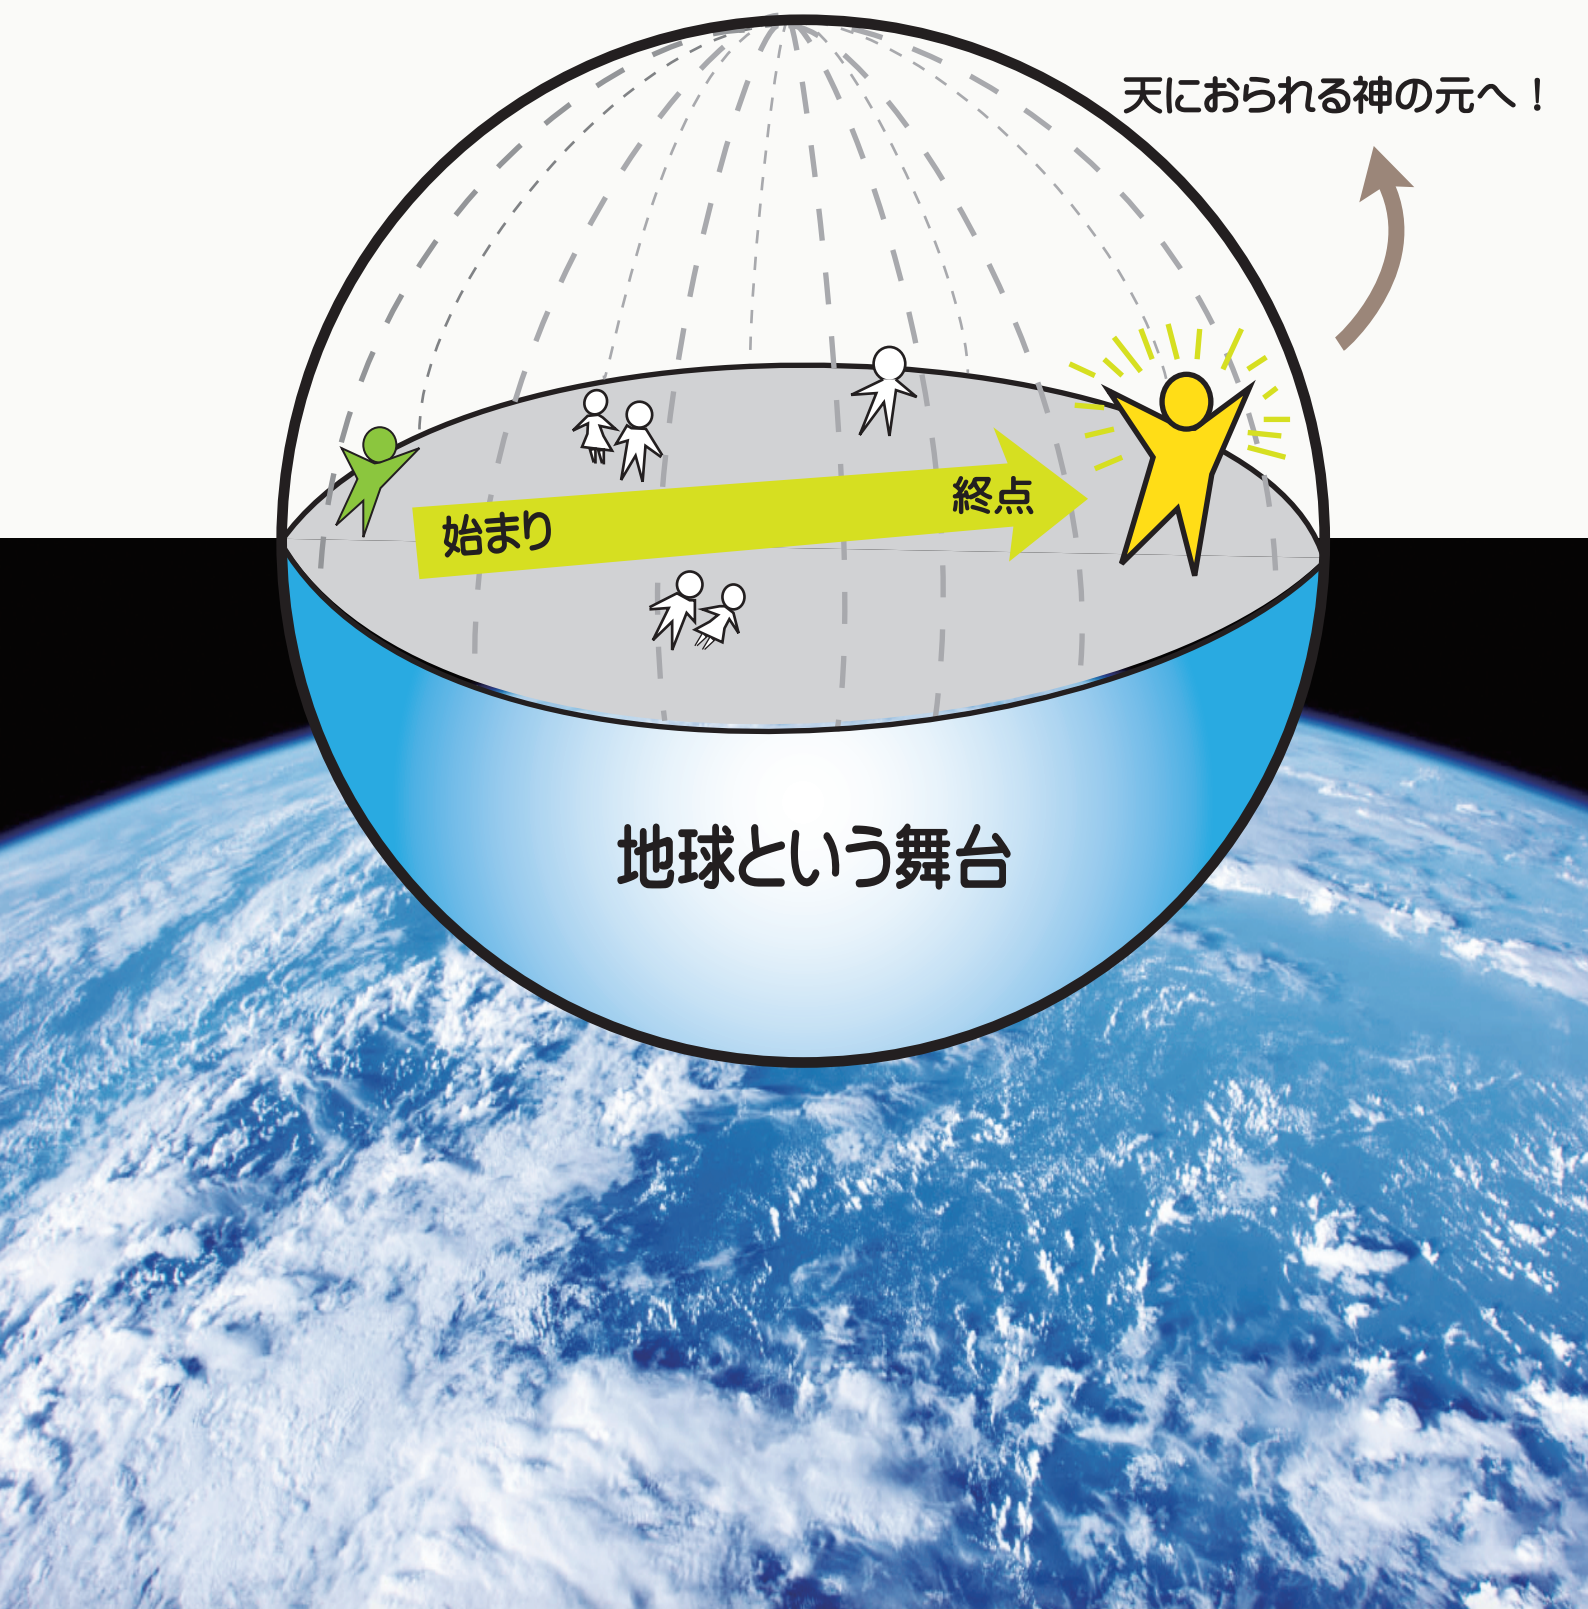 天におられる神の元へ！
始まり
終点
地球という舞台